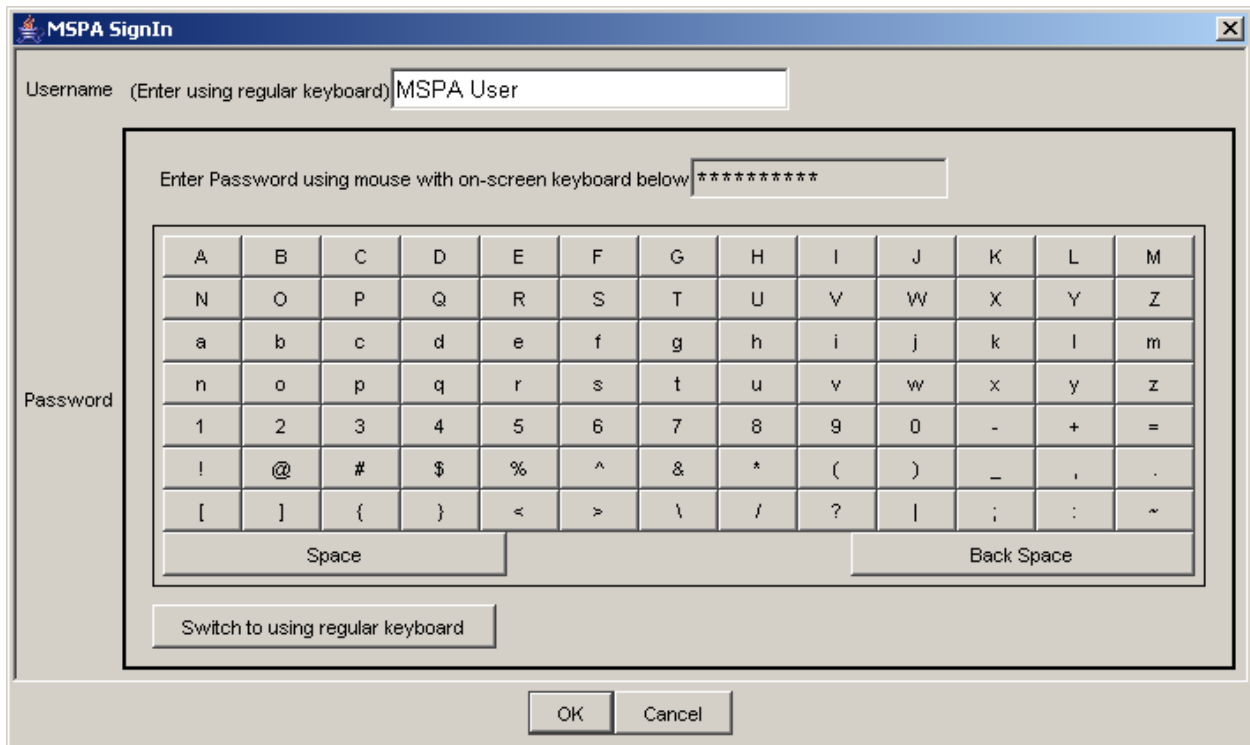 MSPA SignIn
Username (Enter using regular keyboard) MSPA User
Enter Password using mouse with on-screen keyboard below **********
A B C D E F G H I J K L M
N O P Q R S T U V W X Y Z
a b c d e f g h i j k l m
Password
n o p q r s t u v w x y z
1 2 3 4 5 6 7 8 9 0 - + =
! @ # $ % ^ & * ( ) _ , .
[ ] { } < > \ / ? | ; : ~
Space Back Space
Switch to using regular keyboard
OK Cancel